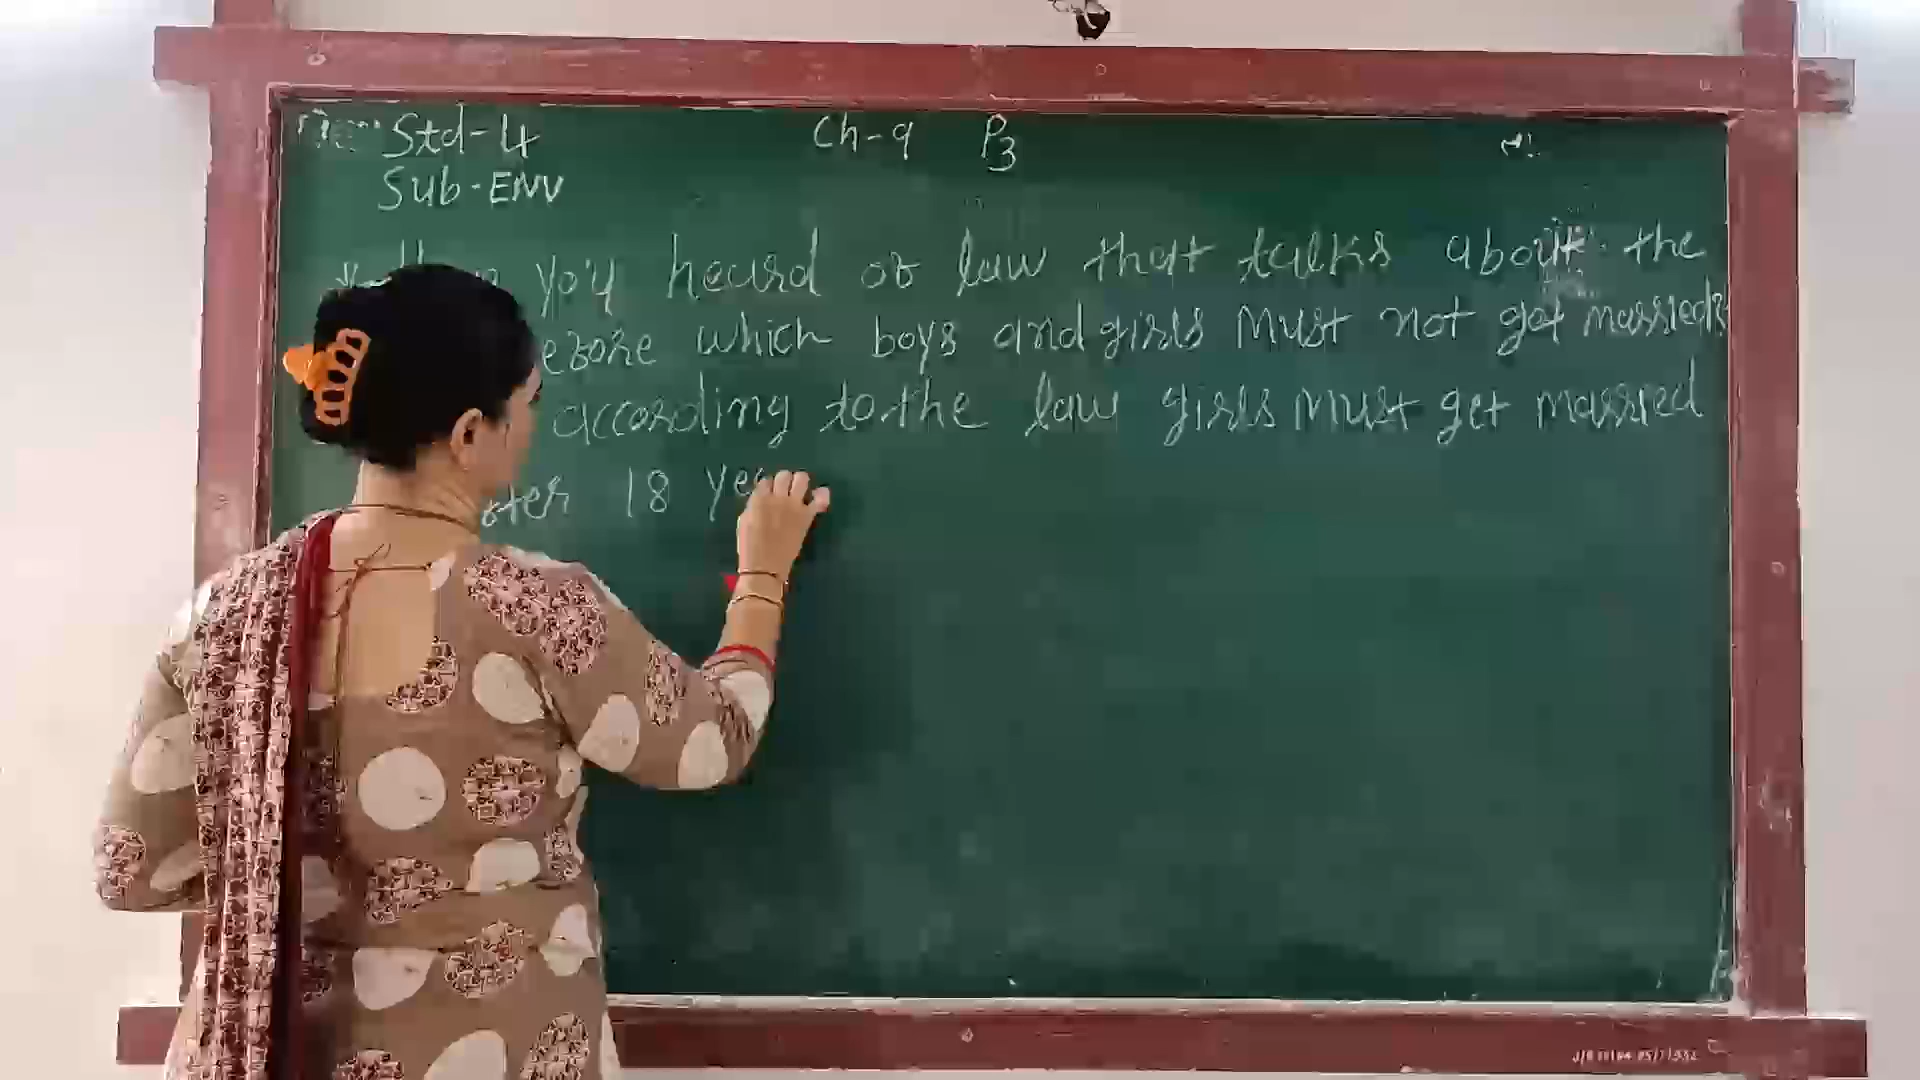 Std-4 Ch-9 P3
Sub-ENV
you heard of law that talks about the
which boys and girls must not get married?
according to the law girls must get married
18